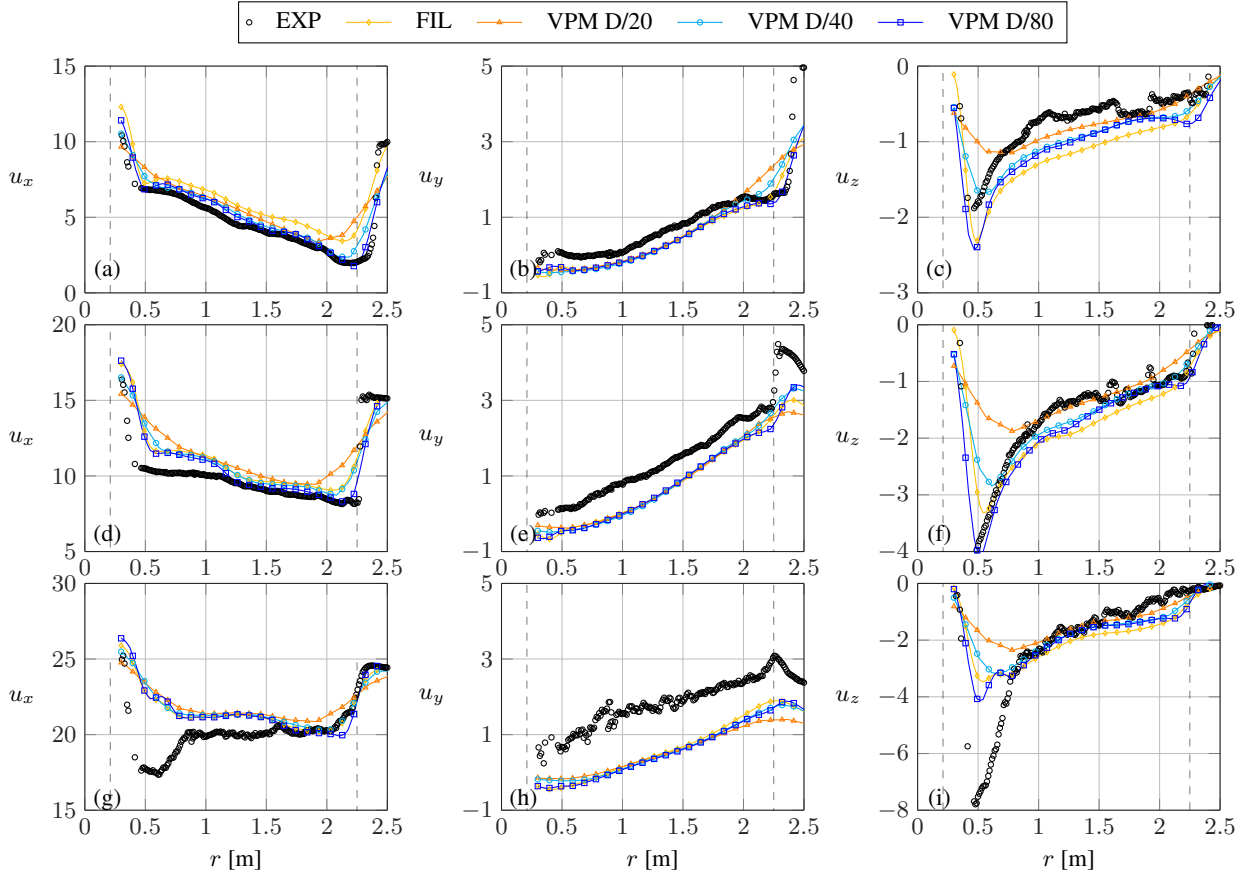 EXP FIL VPM D/20 VPM D/40 VPM D/80
15 5 0
10 3 −1
u_x u_y u_z
5 1 −2
(a) (b) (c)
0 −1 −3
0 0.5 1 1.5 2 2.5 0 0.5 1 1.5 2 2.5 0 0.5 1 1.5 2 2.5
20 5 0
−1
15 3
u_x u_y u_z −2
10 1
−3
(d) (e) (f)
5 −1 −4
0 0.5 1 1.5 2 2.5 0 0.5 1 1.5 2 2.5 0 0.5 1 1.5 2 2.5
30 5 0
−2
25 3
u_x u_y u_z −4
20 1
−6
(g) (h) (i)
15 −1 −8
0 0.5 1 1.5 2 2.5 0 0.5 1 1.5 2 2.5 0 0.5 1 1.5 2 2.5
r [m] r [m] r [m]